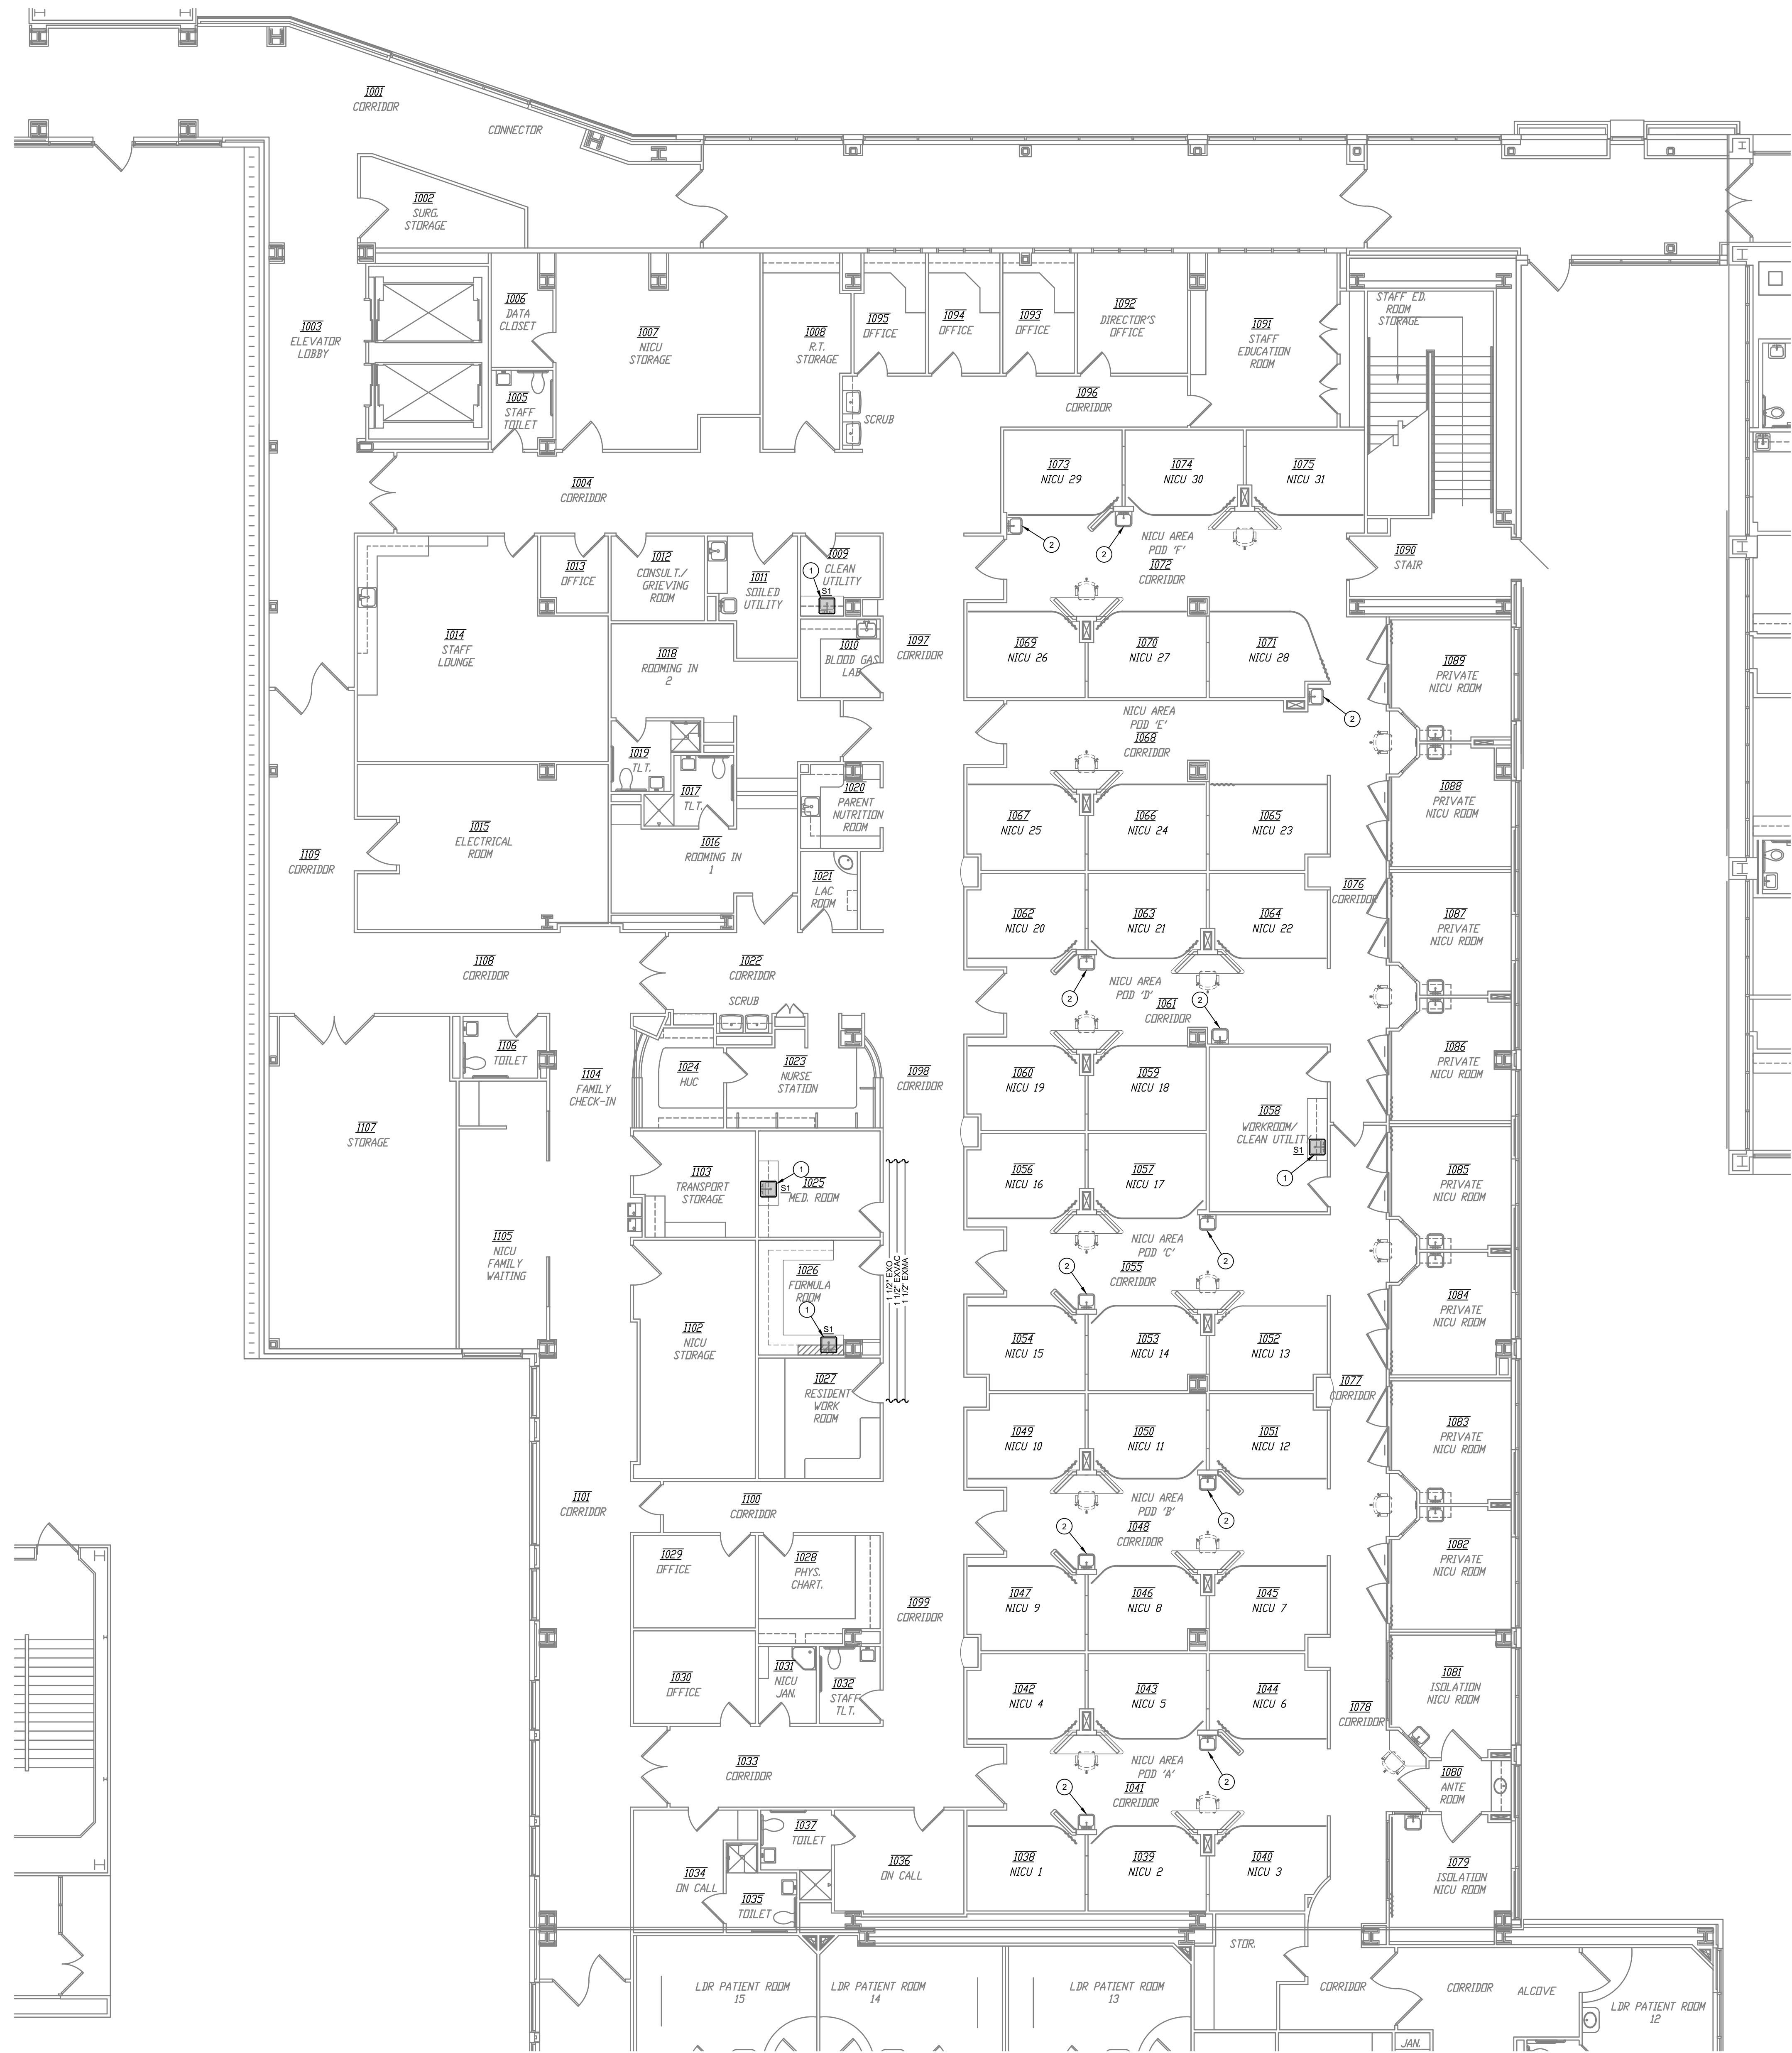 1001
CORRIDOR
CONNECTOR
1002
SURG.
STORAGE
1003
ELEVATOR
LOBBY
1006
DATA
CLOSET
1005
STAFF
TOILET
1007
NICU
STORAGE
1008
R.T.
STORAGE
1095
OFFICE
1094
OFFICE
1093
OFFICE
1092
DIRECTOR'S
OFFICE
1091
STAFF
EDUCATION
ROOM
STAFF ED.
ROOM
STORAGE
1096
CORRIDOR
SCRUB
1004
CORRIDOR
1073
NICU 29
1074
NICU 30
1075
NICU 31
2
2
NICU AREA
POD 'F'
1072
CORRIDOR
1090
STAIR
1013
OFFICE
1012
CONSULT./
GRIEVING
ROOM
1011
SOILED
UTILITY
1009
CLEAN
UTILITY
1
S1
1014
STAFF
LOUNGE
1018
ROOMING IN
2
1010
BLOOD GAS
LAB
1097
CORRIDOR
1069
NICU 26
1070
NICU 27
1071
NICU 28
2
1089
PRIVATE
NICU ROOM
NICU AREA
POD 'E'
1068
CORRIDOR
1019
TLT.
1017
TLT.
1020
PARENT
NUTRITION
ROOM
1015
ELECTRICAL
ROOM
1016
ROOMING IN
1
1021
LAC
ROOM
1109
CORRIDOR
1067
NICU 25
1066
NICU 24
1065
NICU 23
1088
PRIVATE
NICU ROOM
1076
CORRIDOR
1062
NICU 20
1063
NICU 21
1064
NICU 22
1087
PRIVATE
NICU ROOM
1108
CORRIDOR
1022
CORRIDOR
SCRUB
2
NICU AREA
POD 'D'
1061
CORRIDOR
2
1106
TOILET
1104
FAMILY
CHECK-IN
1024
HUC
1023
NURSE
STATION
1098
CORRIDOR
1060
NICU 19
1059
NICU 18
1086
PRIVATE
NICU ROOM
1107
STORAGE
1058
WORKROOM/
CLEAN UTILITY
S1
1
1103
TRANSPORT
STORAGE
1
S1
1025
MED. ROOM
1056
NICU 16
1057
NICU 17
1085
PRIVATE
NICU ROOM
1105
NICU
FAMILY
WAITING
1026
FORMULA
ROOM
1
S1
1 1/2" EXO
1 1/2" EXVAC
1 1/2" EXMA
NICU AREA
POD 'C'
1055
CORRIDOR
2
2
1084
PRIVATE
NICU ROOM
1102
NICU
STORAGE
1027
RESIDENT
WORK
ROOM
1054
NICU 15
1053
NICU 14
1052
NICU 13
1077
CORRIDOR
1049
NICU 10
1050
NICU 11
1051
NICU 12
1083
PRIVATE
NICU ROOM
1101
CORRIDOR
1100
CORRIDOR
NICU AREA
POD 'B'
1048
CORRIDOR
2
2
1029
OFFICE
1028
PHYS.
CHART.
1082
PRIVATE
NICU ROOM
1099
CORRIDOR
1047
NICU 9
1046
NICU 8
1045
NICU 7
1030
OFFICE
1031
NICU
JAN.
1032
STAFF
TLT.
1042
NICU 4
1043
NICU 5
1044
NICU 6
1081
ISOLATION
NICU ROOM
1078
CORRIDOR
1033
CORRIDOR
NICU AREA
POD 'A'
1041
CORRIDOR
2
2
1080
ANTE
ROOM
1034
ON CALL
1037
TOILET
1035
TOILET
1036
ON CALL
1038
NICU 1
1039
NICU 2
1040
NICU 3
1079
ISOLATION
NICU ROOM
STOR.
LDR PATIENT ROOM
15
LDR PATIENT ROOM
14
LDR PATIENT ROOM
13
CORRIDOR
CORRIDOR
ALCOVE
LDR PATIENT ROOM
12
JAN.